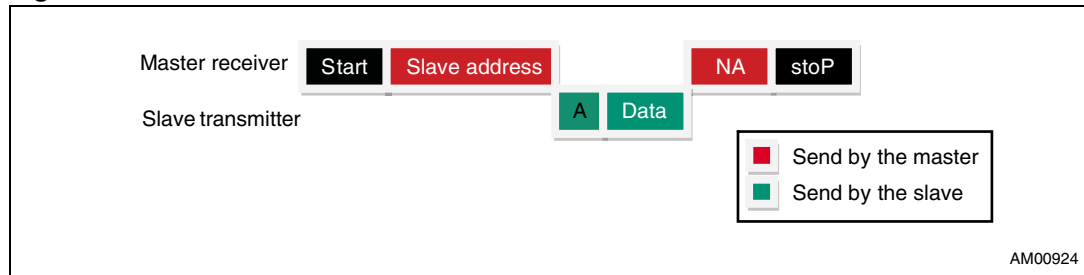 Master receiver Start Slave address NA stoP
Slave transmitter A Data
Send by the master
Send by the slave
AM00924